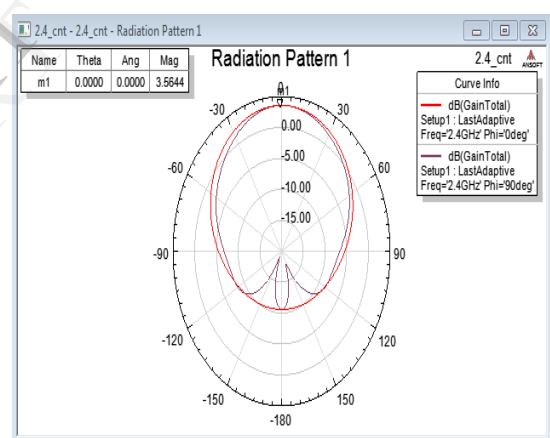 2.4_cnt - 2.4_cnt - Radiation Pattern 1
Name Theta Ang Mag
m1 0.0000 0.0000 3.5644
Radiation Pattern 1
2.4_cnt
ANSOFT
Curve Info
dB(GainTotal)
Setup1 : LastAdaptive
Freq='2.4GHz' Phi='0deg'
dB(GainTotal)
Setup1 : LastAdaptive
Freq='2.4GHz' Phi='90deg'
m1
0
-30
30
0.00
-5.00
-60
60
-10.00
-15.00
-90
90
-120
120
-150
150
-180